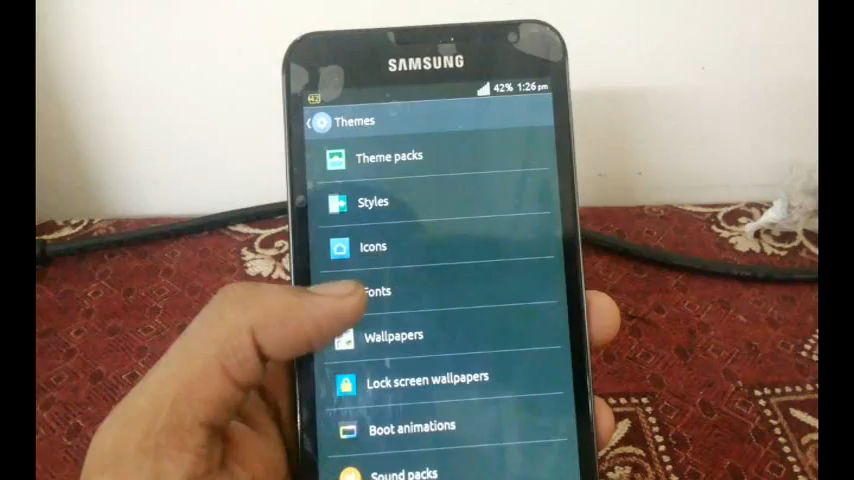 SAMSUNG
42 42% 1:26 pm
Themes
Theme packs
Styles
Icons
Fonts
Wallpapers
Lock screen wallpapers
Boot animations
Sound packs